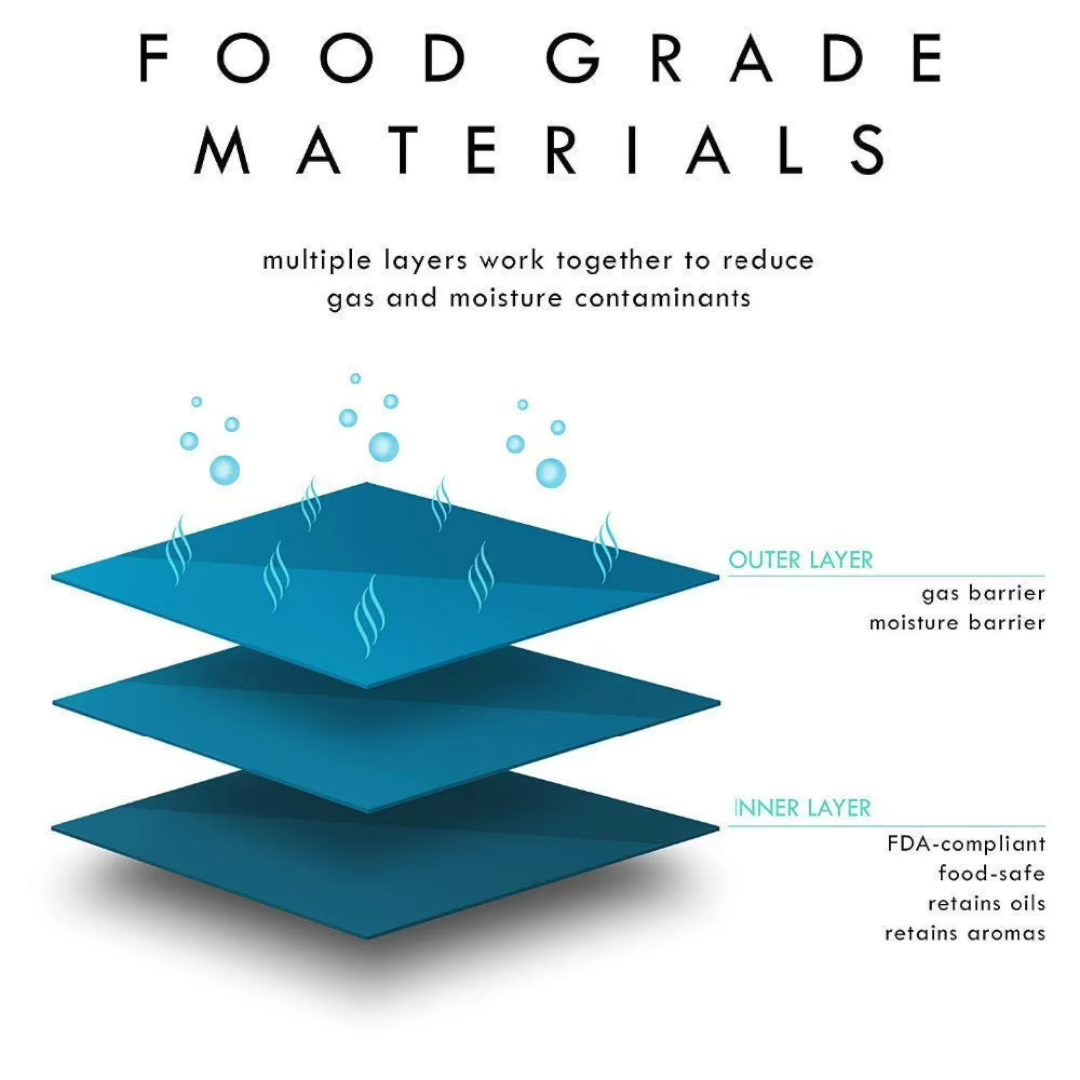 FOOD GRADE
MATERIALS
multiple layers work together to reduce
gas and moisture contaminants
OUTER LAYER
gas barrier
moisture barrier
INNER LAYER
FDA-compliant
food-safe
retains oils
retains aromas